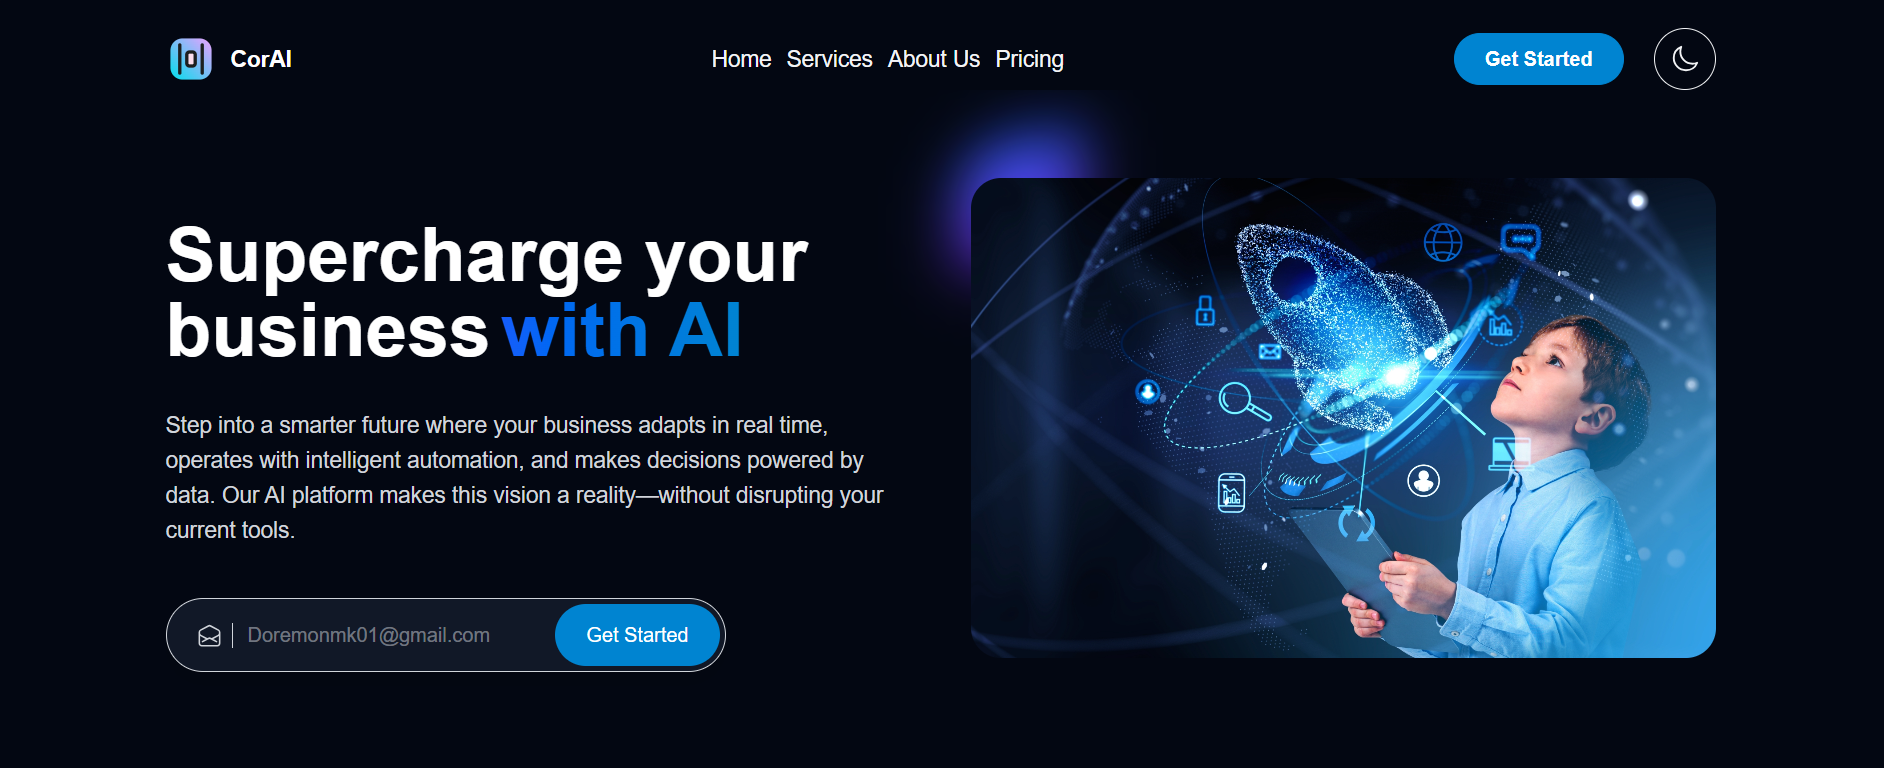 CorAI
Home Services About Us Pricing
Get Started
Supercharge your
business with AI
Step into a smarter future where your business adapts in real time,
operates with intelligent automation, and makes decisions powered by
data. Our AI platform makes this vision a reality—without disrupting your
current tools.
Doremonmk01@gmail.com
Get Started